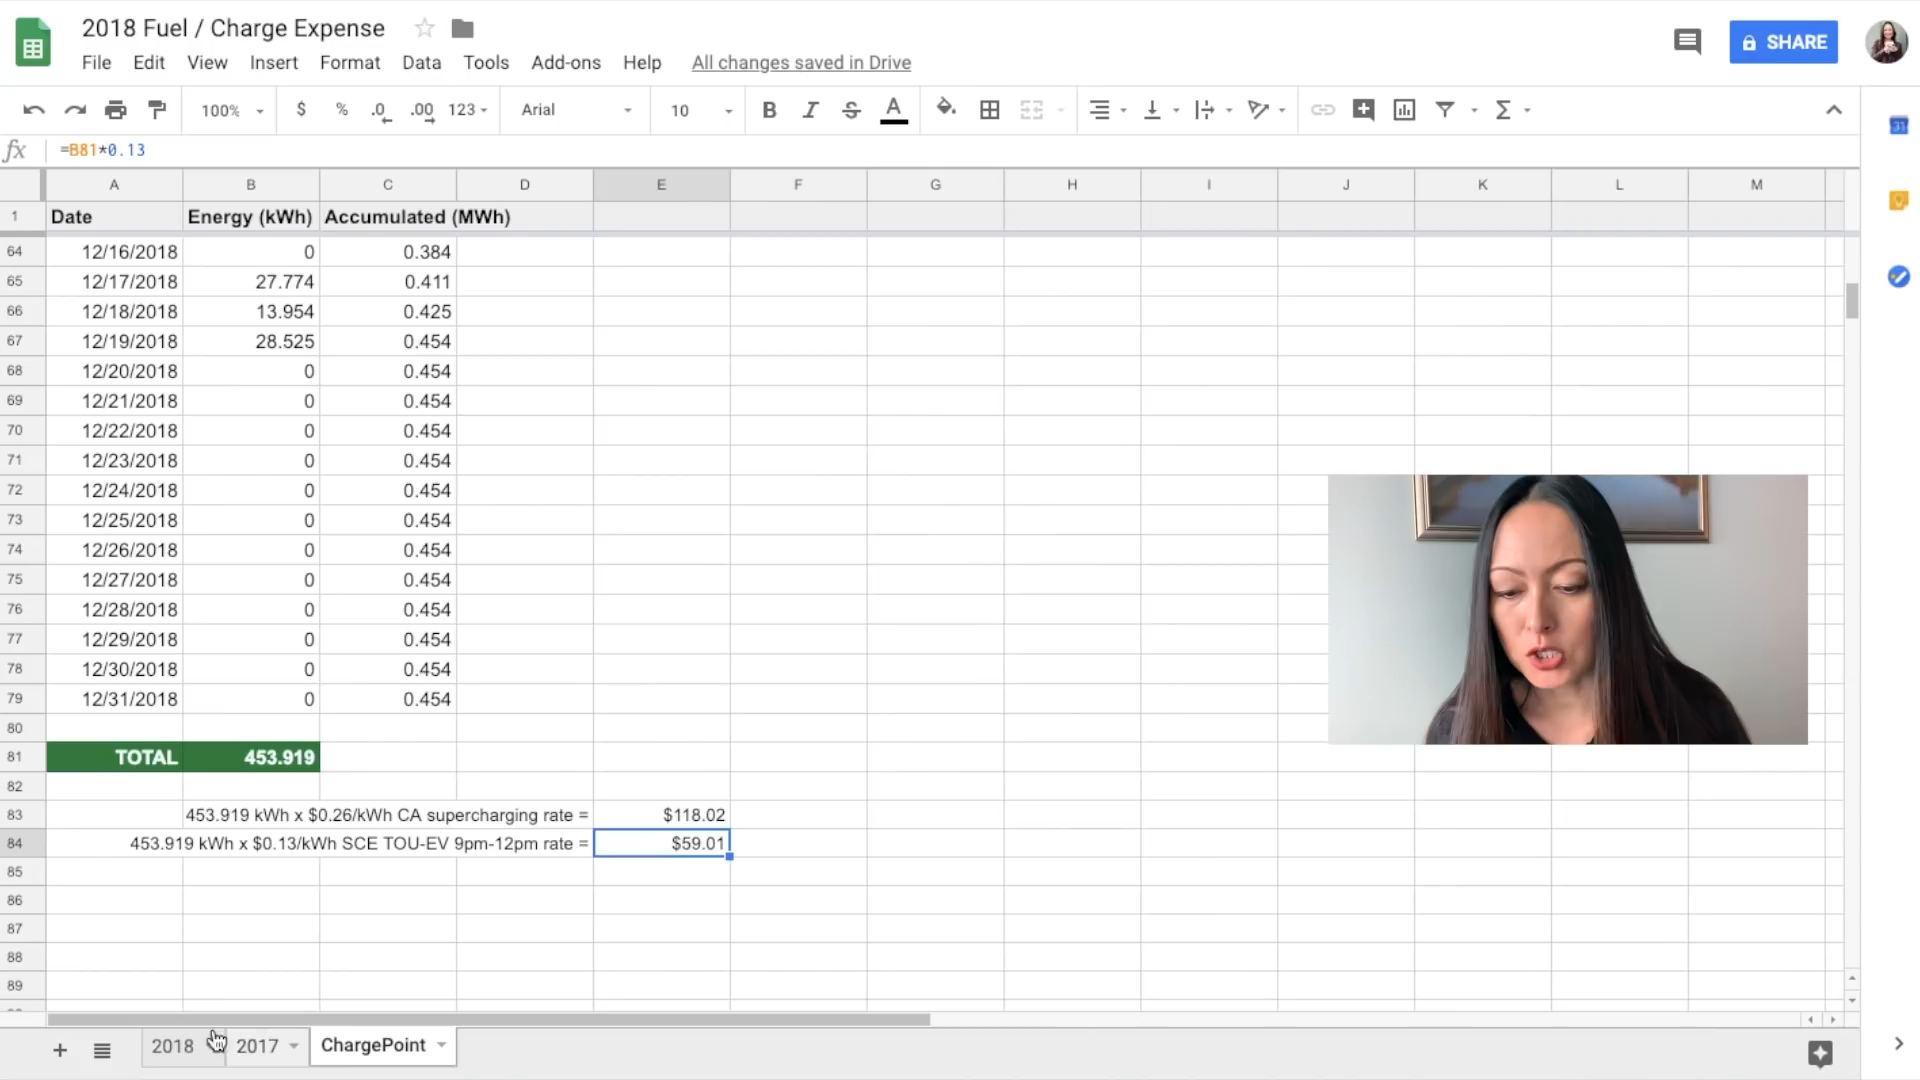 2018 Fuel / Charge Expense
SHARE
File Edit View Insert Format Data Tools Add-ons Help All changes saved in Drive
100% $ % .0 .00 123 Arial 10 B I S A Σ
31
fx =B81*0.13
A B C D E F G H I J K L M
1 Date Energy (kWh) Accumulated (MWh)
64 12/16/2018 0 0.384
65 12/17/2018 27.774 0.411
66 12/18/2018 13.954 0.425
67 12/19/2018 28.525 0.454
68 12/20/2018 0 0.454
69 12/21/2018 0 0.454
70 12/22/2018 0 0.454
71 12/23/2018 0 0.454
72 12/24/2018 0 0.454
73 12/25/2018 0 0.454
74 12/26/2018 0 0.454
75 12/27/2018 0 0.454
76 12/28/2018 0 0.454
77 12/29/2018 0 0.454
78 12/30/2018 0 0.454
79 12/31/2018 0 0.454
80
81 TOTAL 453.919
82
83 453.919 kWh x $0.26/kWh CA supercharging rate = $118.02
84 453.919 kWh x $0.13/kWh SCE TOU-EV 9pm-12pm rate = $59.01
85
86
87
88
89
2018 2017 ChargePoint